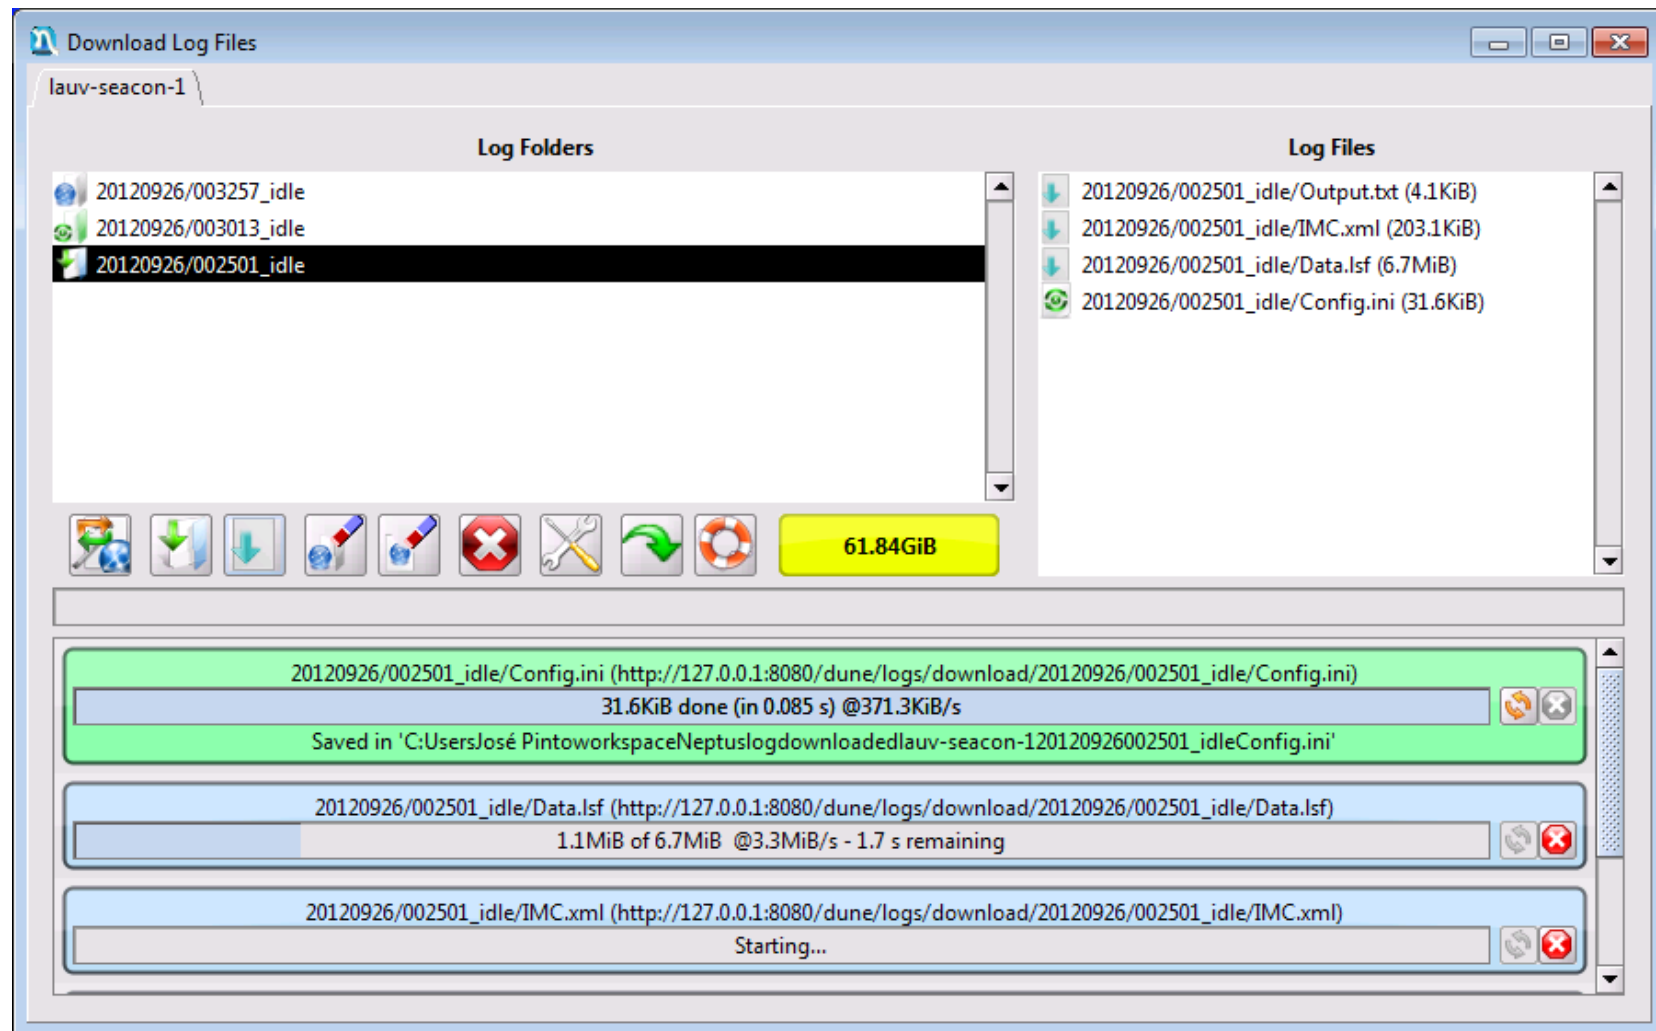 Download Log Files
lauv-seacon-1
Log Folders
20120926/003257_idle
20120926/003013_idle
20120926/002501_idle
Log Files
20120926/002501_idle/Output.txt (4.1KiB)
20120926/002501_idle/IMC.xml (203.1KiB)
20120926/002501_idle/Data.lsf (6.7MiB)
20120926/002501_idle/Config.ini (31.6KiB)
61.84GiB
20120926/002501_idle/Config.ini (http://127.0.0.1:8080/dune/logs/download/20120926/002501_idle/Config.ini)
31.6KiB done (in 0.085 s) @371.3KiB/s
Saved in 'C:UsersJosé PintoworkspaceNeptuslogdownloadedlauv-seacon-120120926002501_idleConfig.ini'
20120926/002501_idle/Data.lsf (http://127.0.0.1:8080/dune/logs/download/20120926/002501_idle/Data.lsf)
1.1MiB of 6.7MiB  @3.3MiB/s - 1.7 s remaining
20120926/002501_idle/IMC.xml (http://127.0.0.1:8080/dune/logs/download/20120926/002501_idle/IMC.xml)
Starting...